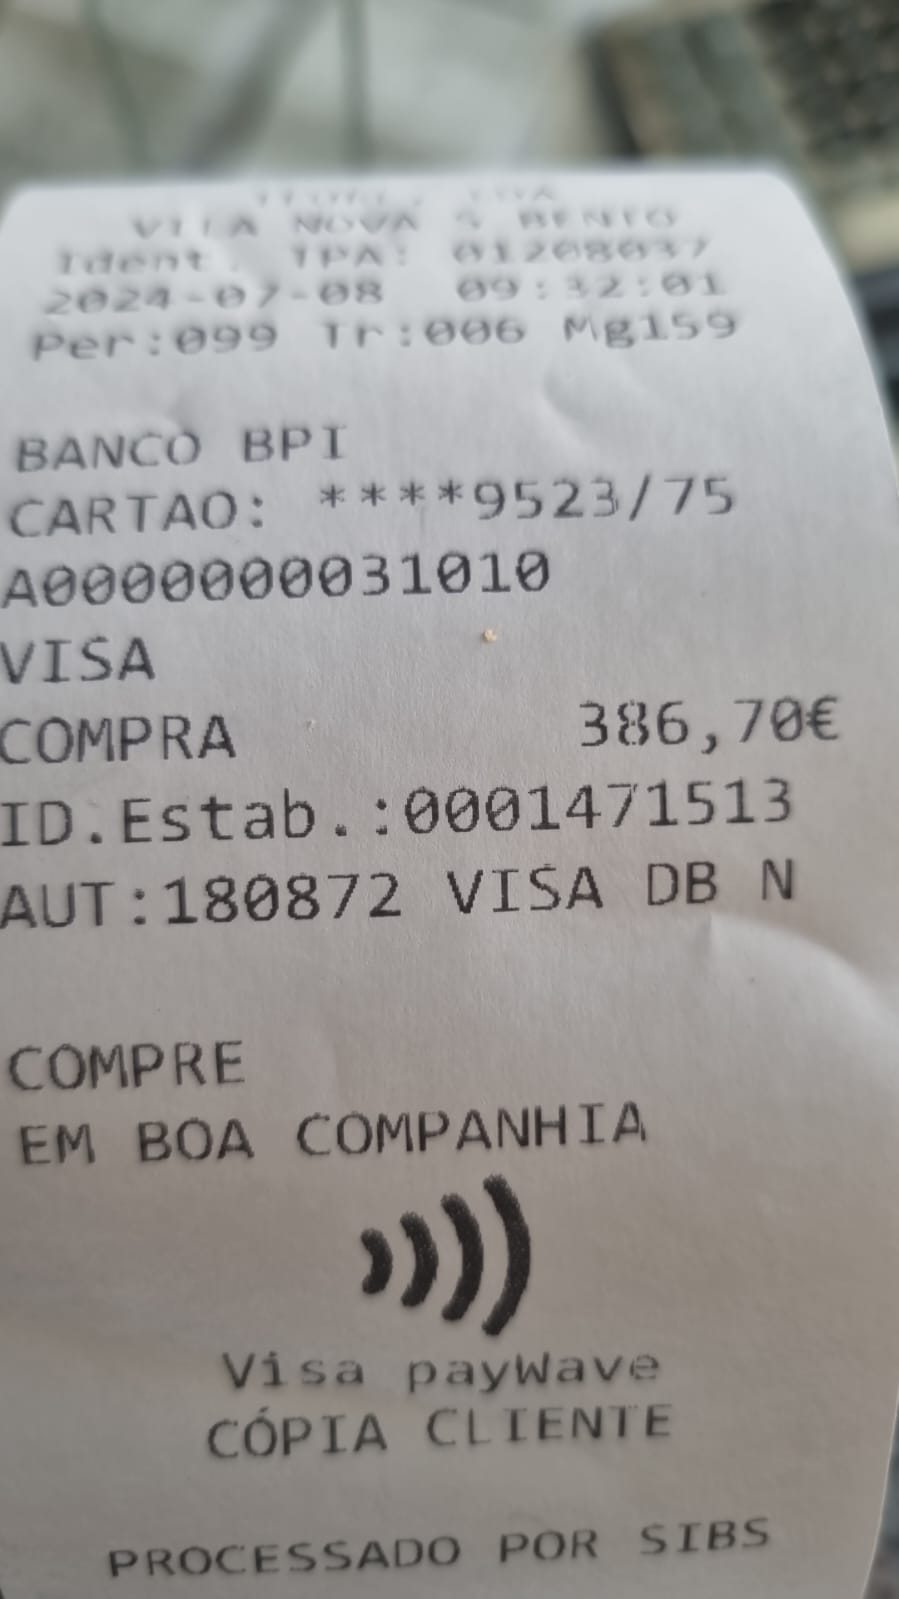 LDA
VILA NOVA S BENTO
Ident. TPA: 01208037
2024-07-08 09:32:01
Per:099 Tr:006 Mg159
BANCO BPI
CARTAO: ****9523/75
A0000000031010
VISA
COMPRA 386,70€
ID.Estab.:0001471513
AUT:180872 VISA DB N
COMPRE
EM BOA COMPANHIA
Visa payWave
CÓPIA CLIENTE
PROCESSADO POR SIBS